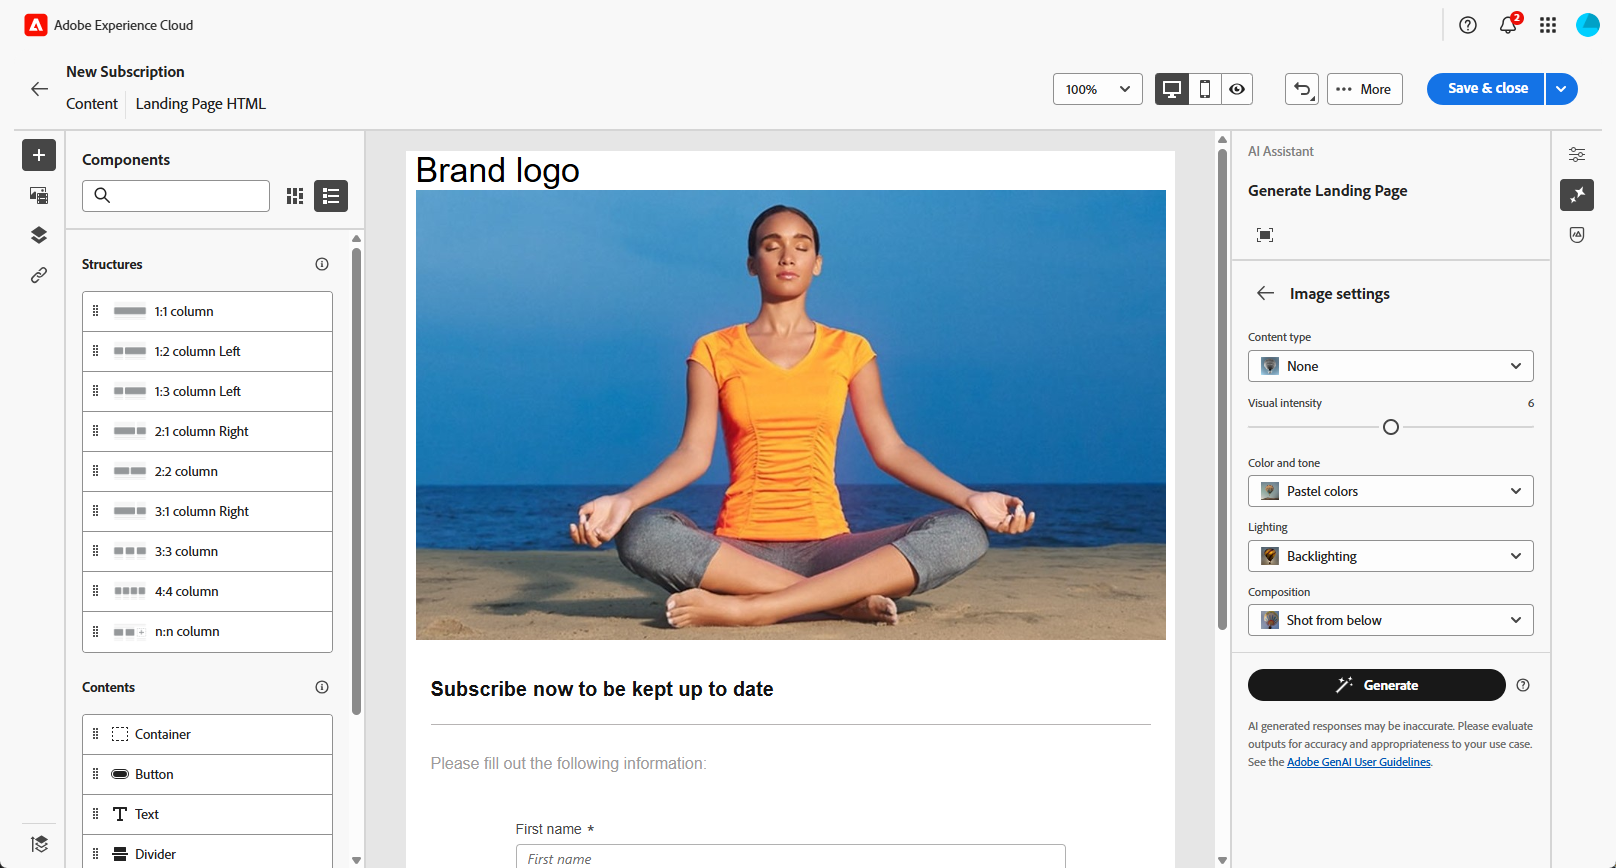 Adobe Experience Cloud
2
New Subscription
Content
Landing Page HTML
100%
More
Save & close
Components
Structures
1:1 column
1:2 column Left
1:3 column Left
2:1 column Right
2:2 column
3:1 column Right
3:3 column
4:4 column
n:n column
Contents
Container
Button
Text
Divider
Brand logo
Subscribe now to be kept up to date
Please fill out the following information:
First name *
First name
AI Assistant
Generate Landing Page
Image settings
Content type
None
Visual intensity 6
Color and tone
Pastel colors
Lighting
Backlighting
Composition
Shot from below
Generate
AI generated responses may be inaccurate. Please evaluate
outputs for accuracy and appropriateness to your use case.
See the Adobe GenAI User Guidelines.